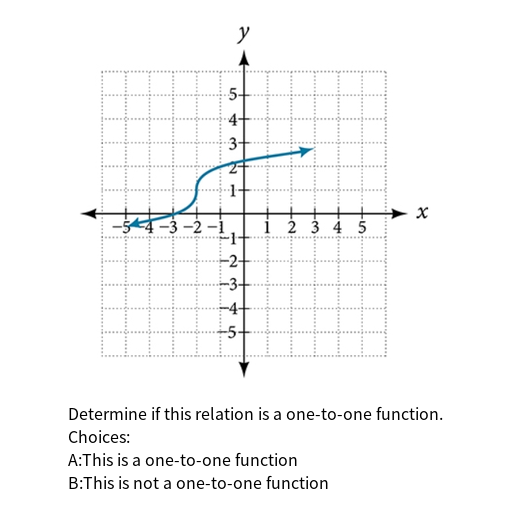 y
5
4
3
2
1
x
−5 −4 −3 −2 −1 1 2 3 4 5
−1
−2
−3
−4
−5
Determine if this relation is a one-to-one function.
Choices:
A:This is a one-to-one function
B:This is not a one-to-one function